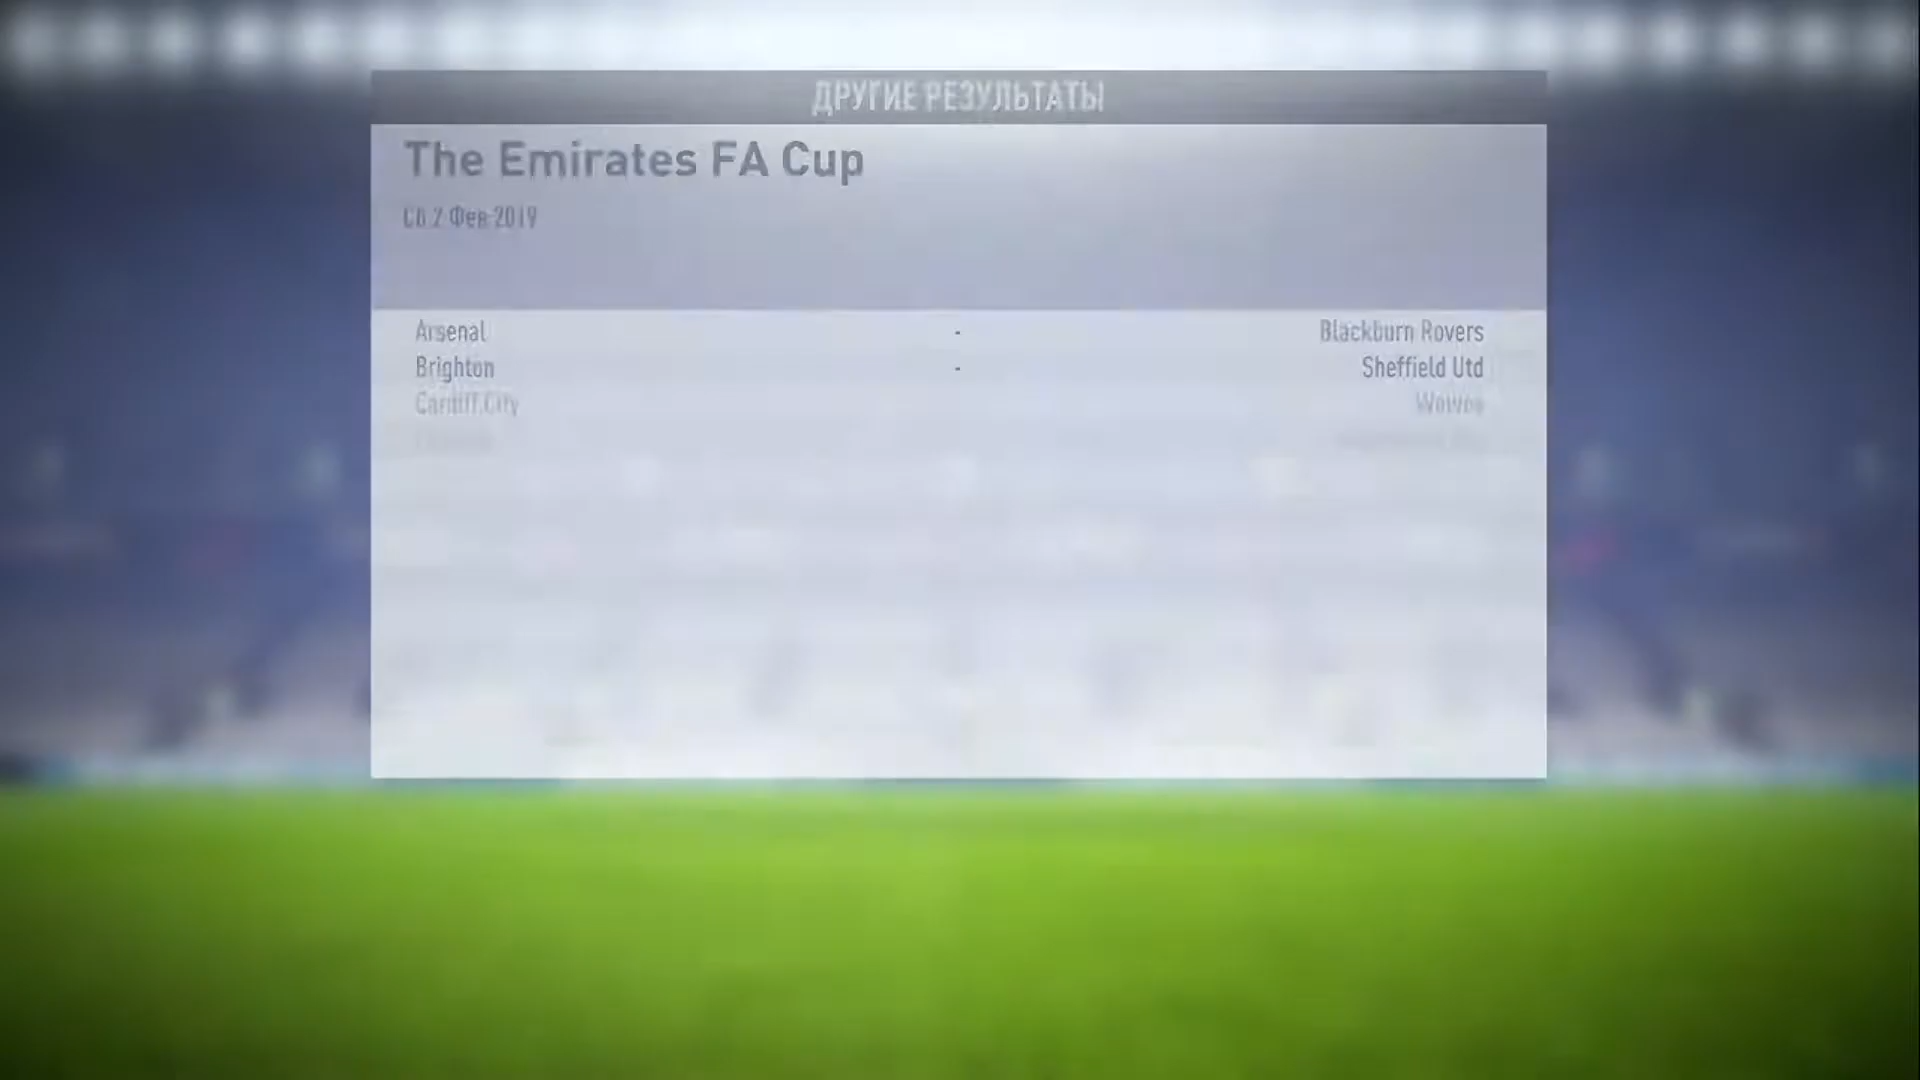 ДРУГИЕ РЕЗУЛЬТАТЫ
The Emirates FA Cup
Сб 2 Фев 2019
Arsenal - Blackburn Rovers
Brighton - Sheffield Utd
Cardiff City Wolves